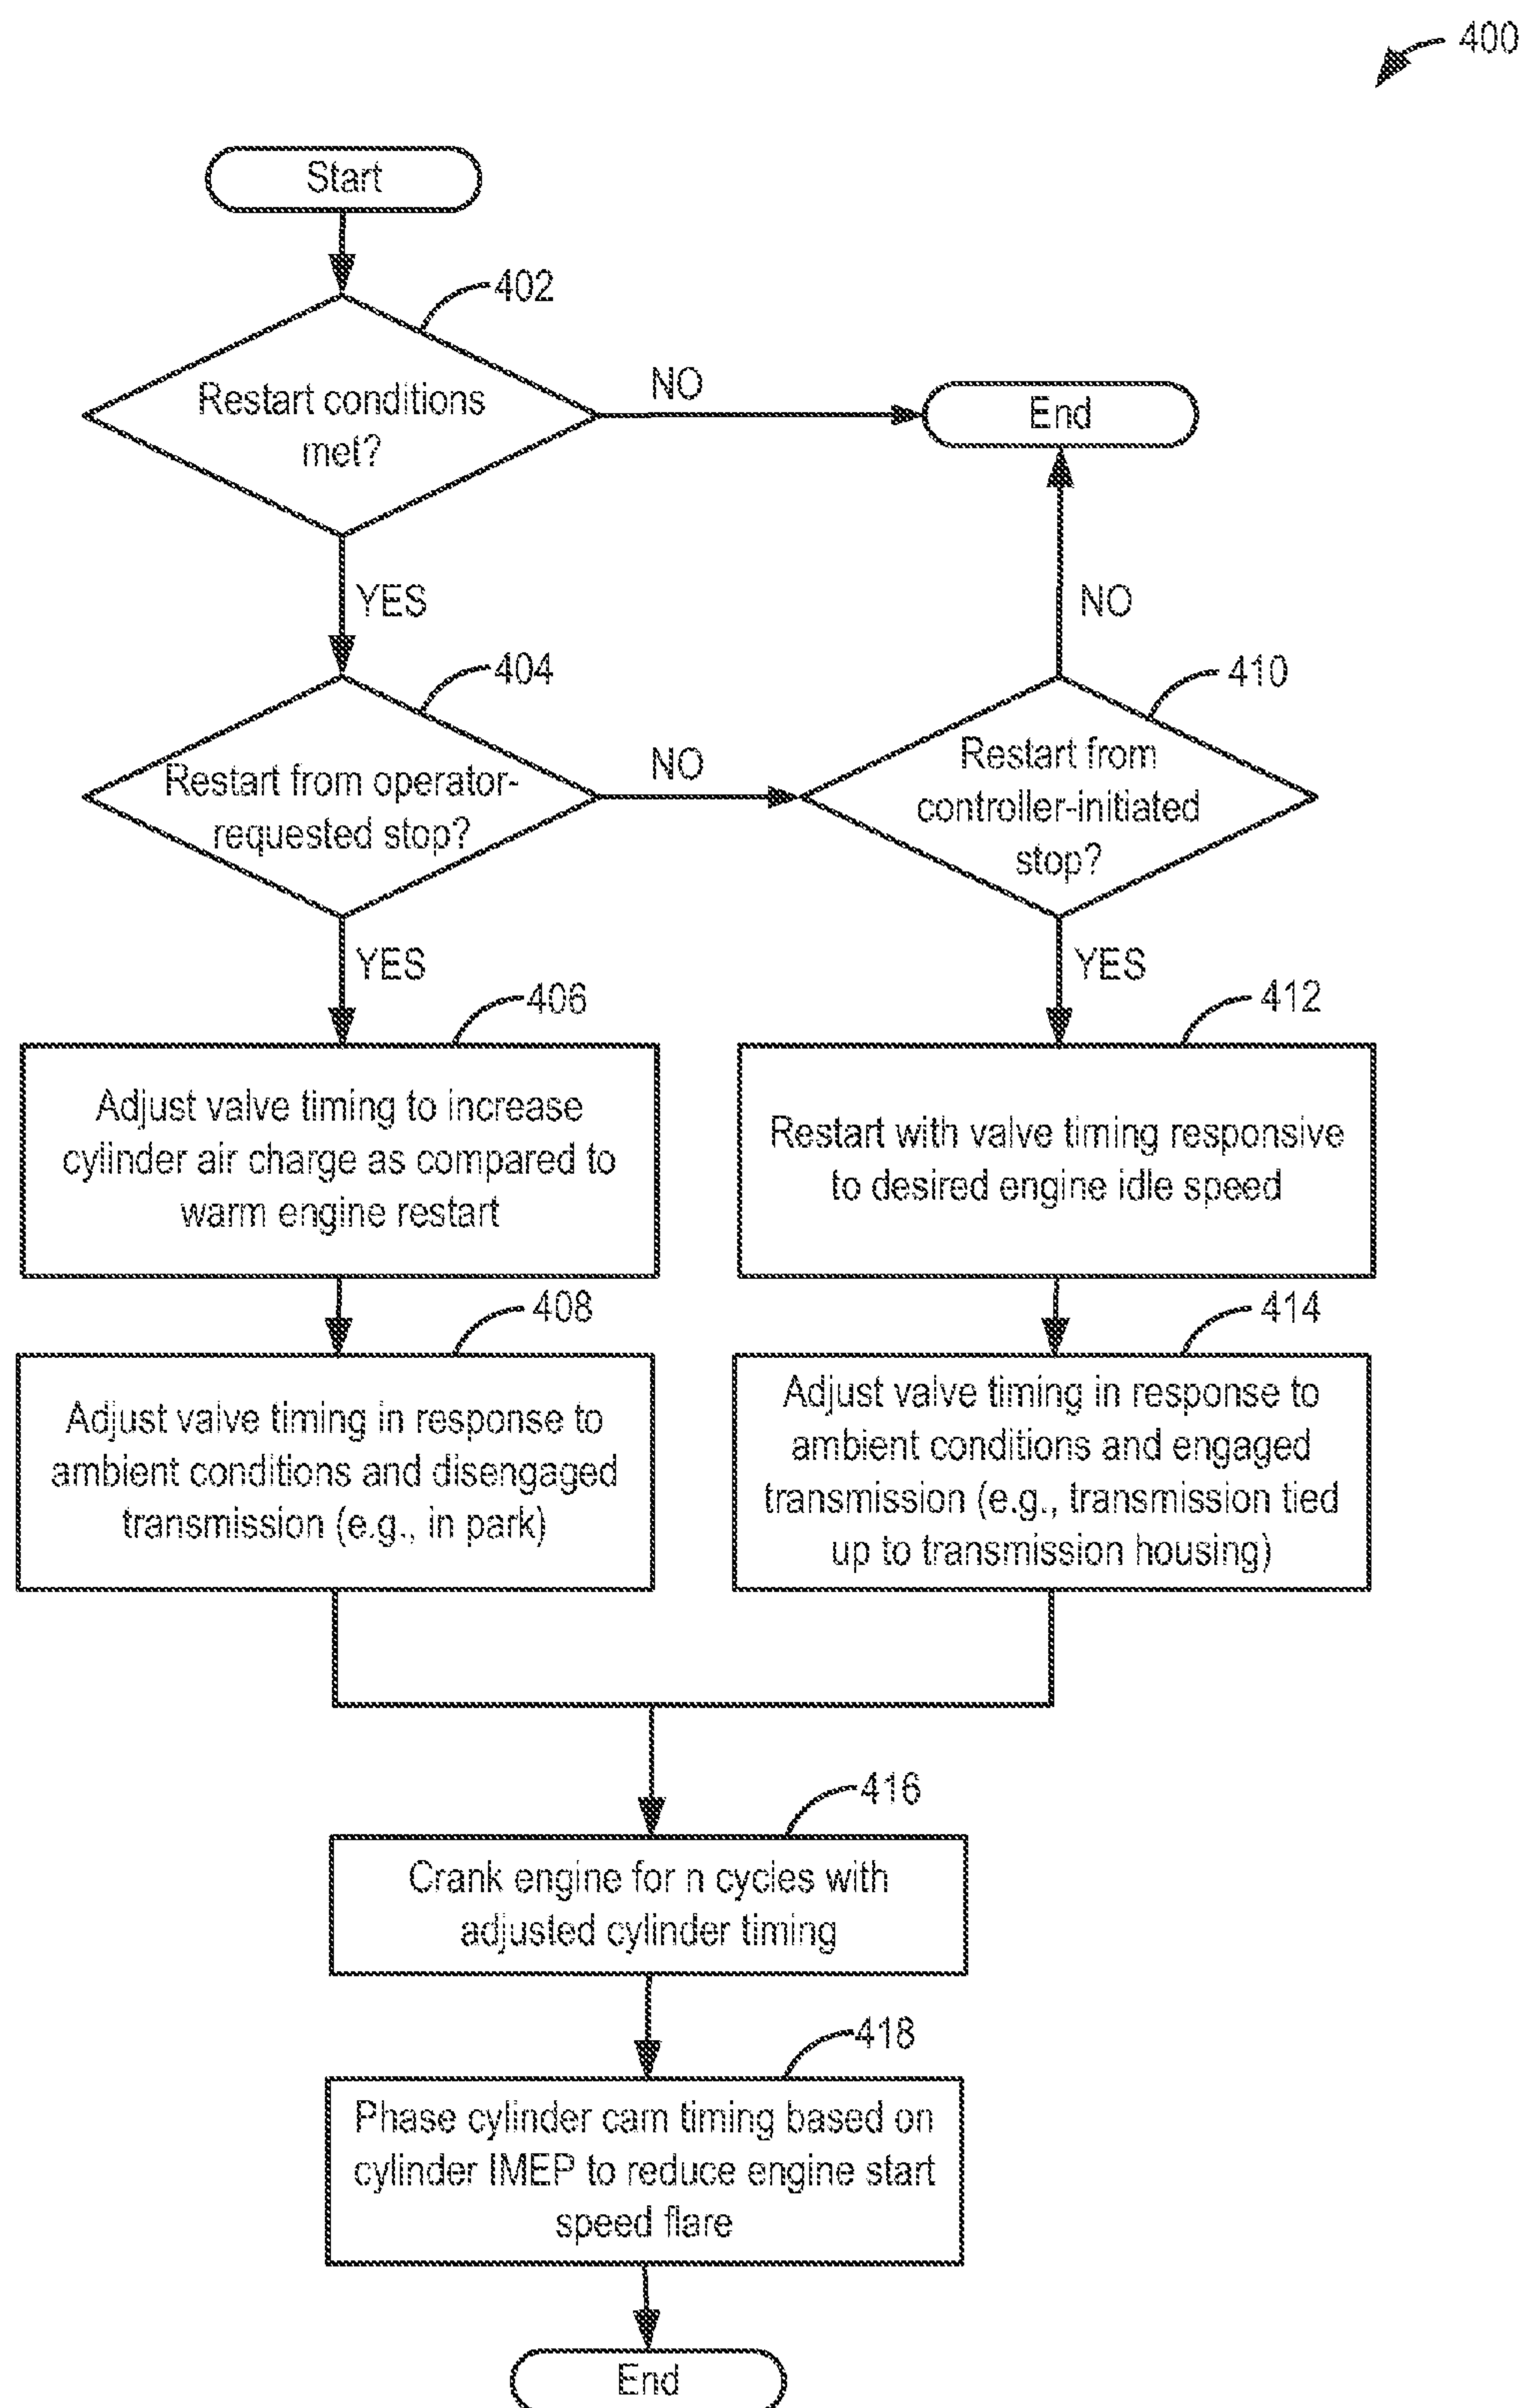 400
Start
402
Restart conditions
met?
NO
End
YES
NO
404
Restart from operator-
requested stop?
NO
410
Restart from
controller-initiated
stop?
YES
YES
406
Adjust valve timing to increase
cylinder air charge as compared to
warm engine restart
412
Restart with valve timing responsive
to desired engine idle speed
408
Adjust valve timing in response to
ambient conditions and disengaged
transmission (e.g., in park)
414
Adjust valve timing in response to
ambient conditions and engaged
transmission (e.g., transmission tied
up to transmission housing)
416
Crank engine for n cycles with
adjusted cylinder timing
418
Phase cylinder cam timing based on
cylinder IMEP to reduce engine start
speed flare
End